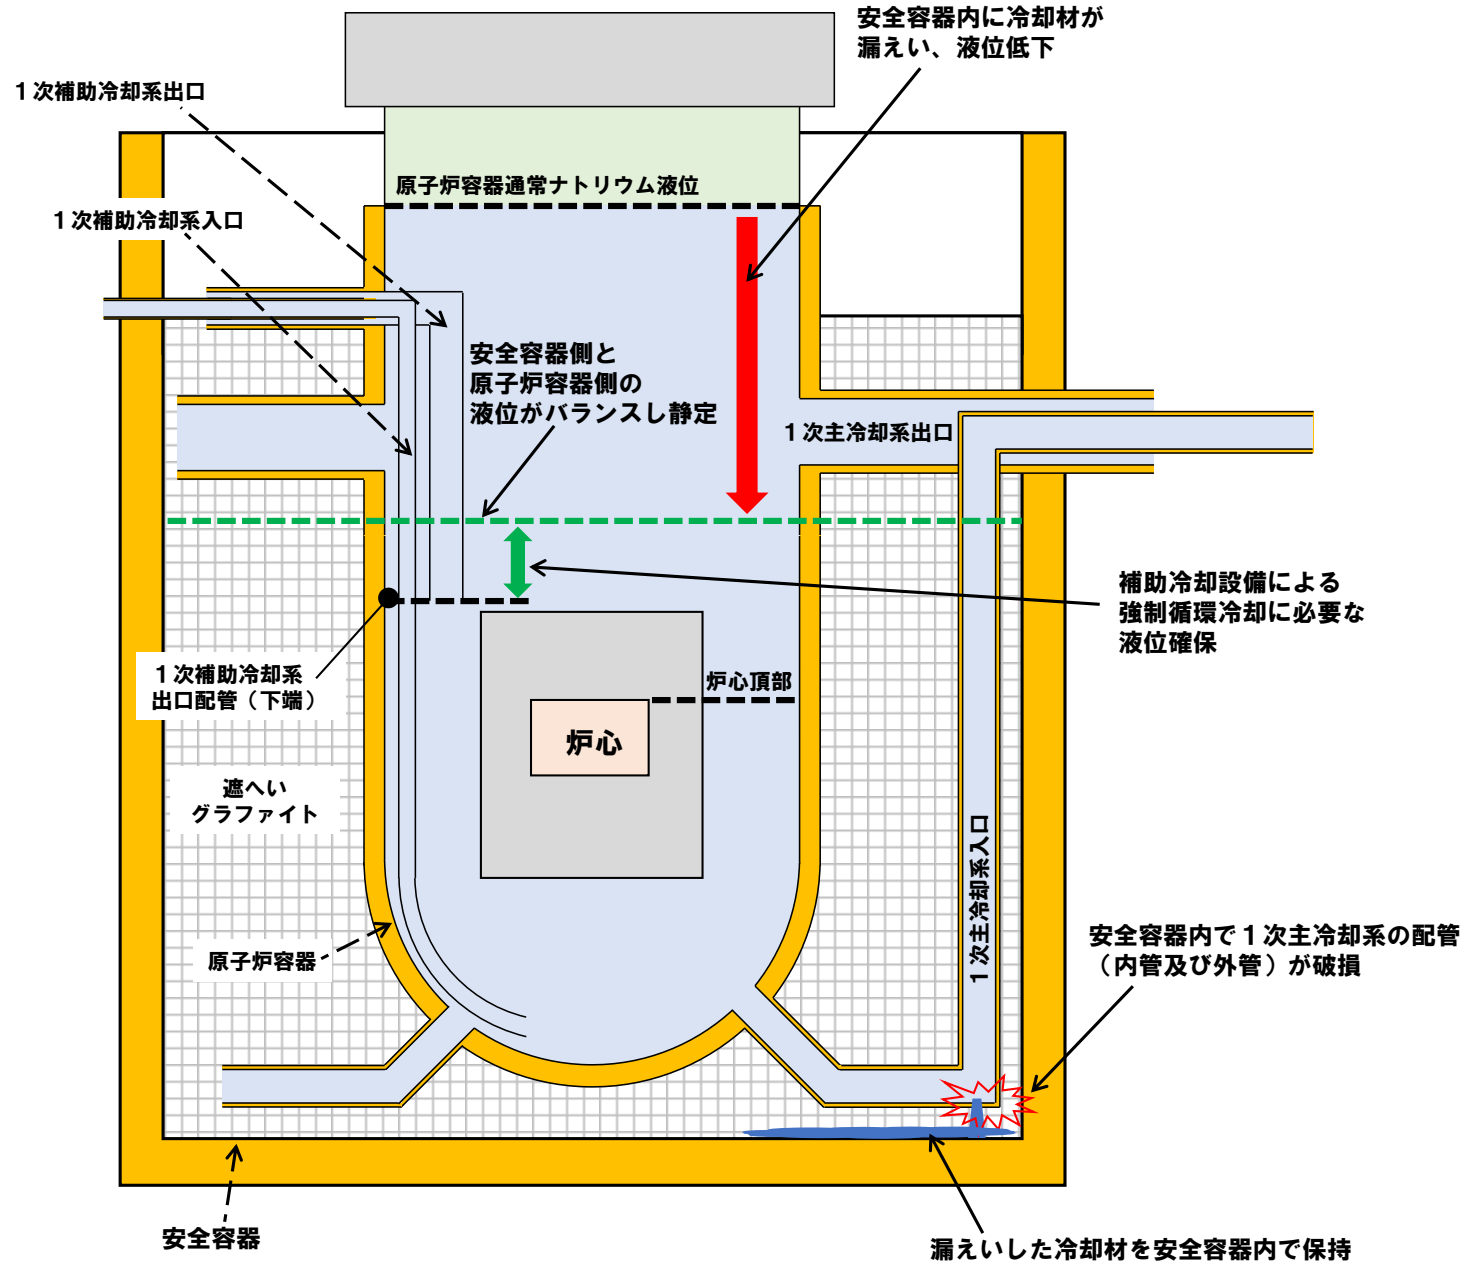 安全容器内に冷却材が
漏えい、液位低下
１次補助冷却系出口
原子炉容器通常ナトリウム液位
１次補助冷却系入口
安全容器側と
原子炉容器側の
液位がバランスし静定
１次主冷却系出口
補助冷却設備による
強制循環冷却に必要な
液位確保
１次補助冷却系
出口配管（下端）
炉心頂部
炉心
遮へい
グラファイト
１次主冷却系入口
原子炉容器
安全容器内で１次主冷却系の配管
（内管及び外管）が破損
安全容器
漏えいした冷却材を安全容器内で保持